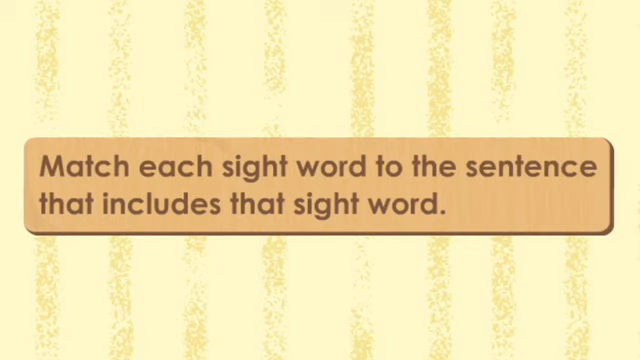 Match each sight word to the sentence
that includes that sight word.